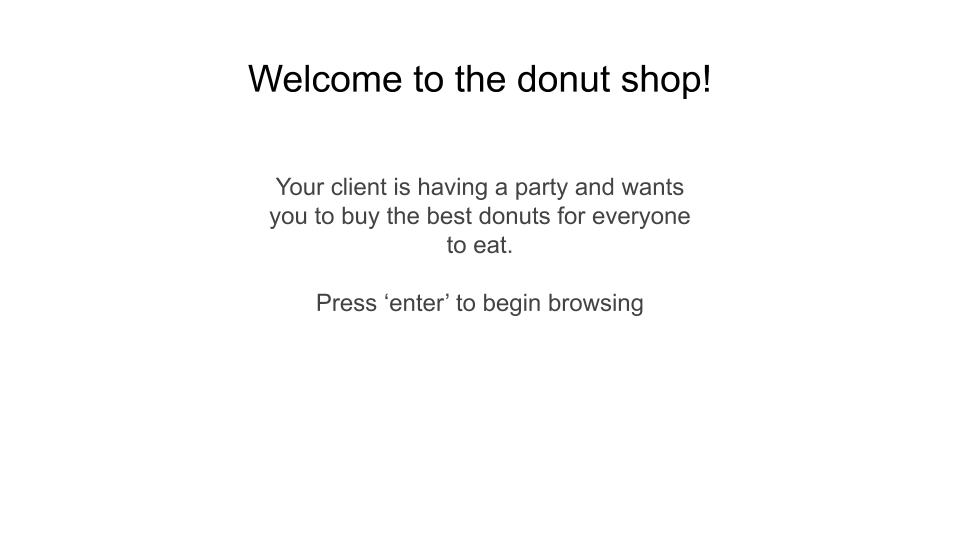 Welcome to the donut shop!
Your client is having a party and wants
you to buy the best donuts for everyone
to eat.
Press ‘enter’ to begin browsing